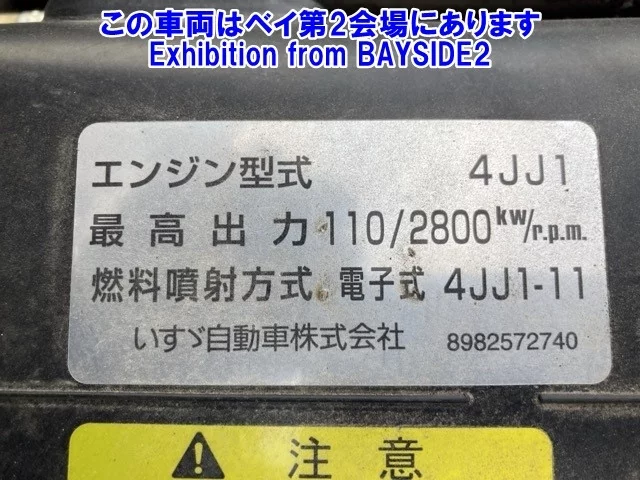 この車両はベイ第2会場にあります
Exhibition from BAYSIDE2
エンジン型式 4JJ1
最高出力 110/2800kw/r.p.m.
燃料噴射方式 電子式 4JJ1-11
いすゞ自動車株式会社 8982572740
注意